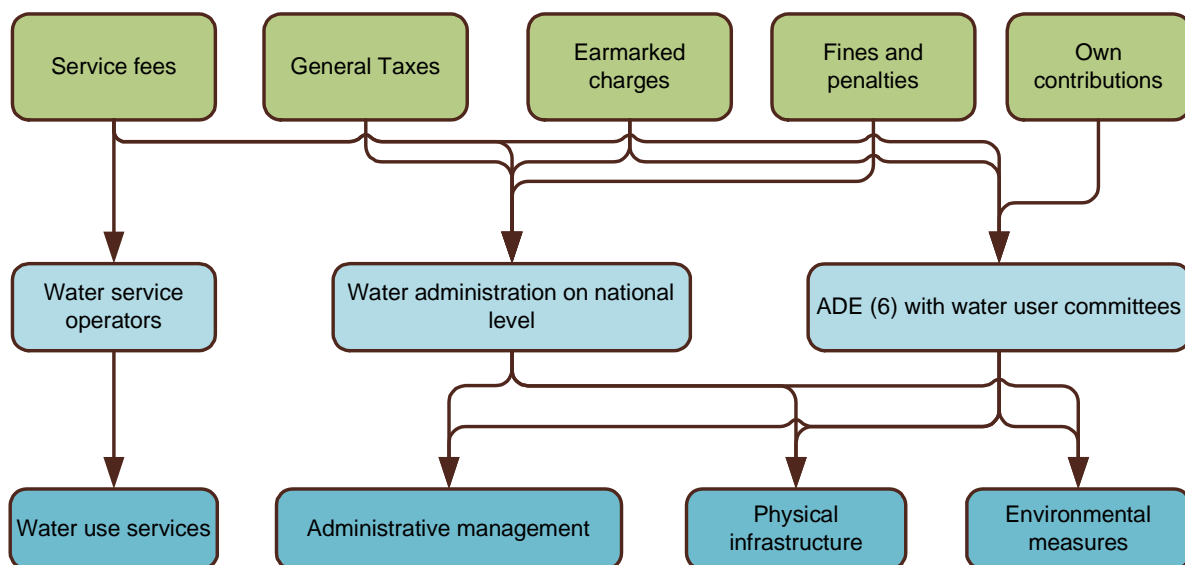 Service fees
General Taxes
Earmarked
charges
Fines and
penalties
Own
contributions
Water service
operators
Water administration on national
level
ADE (6) with water user committees
Water use services
Administrative management
Physical
infrastructure
Environmental
measures